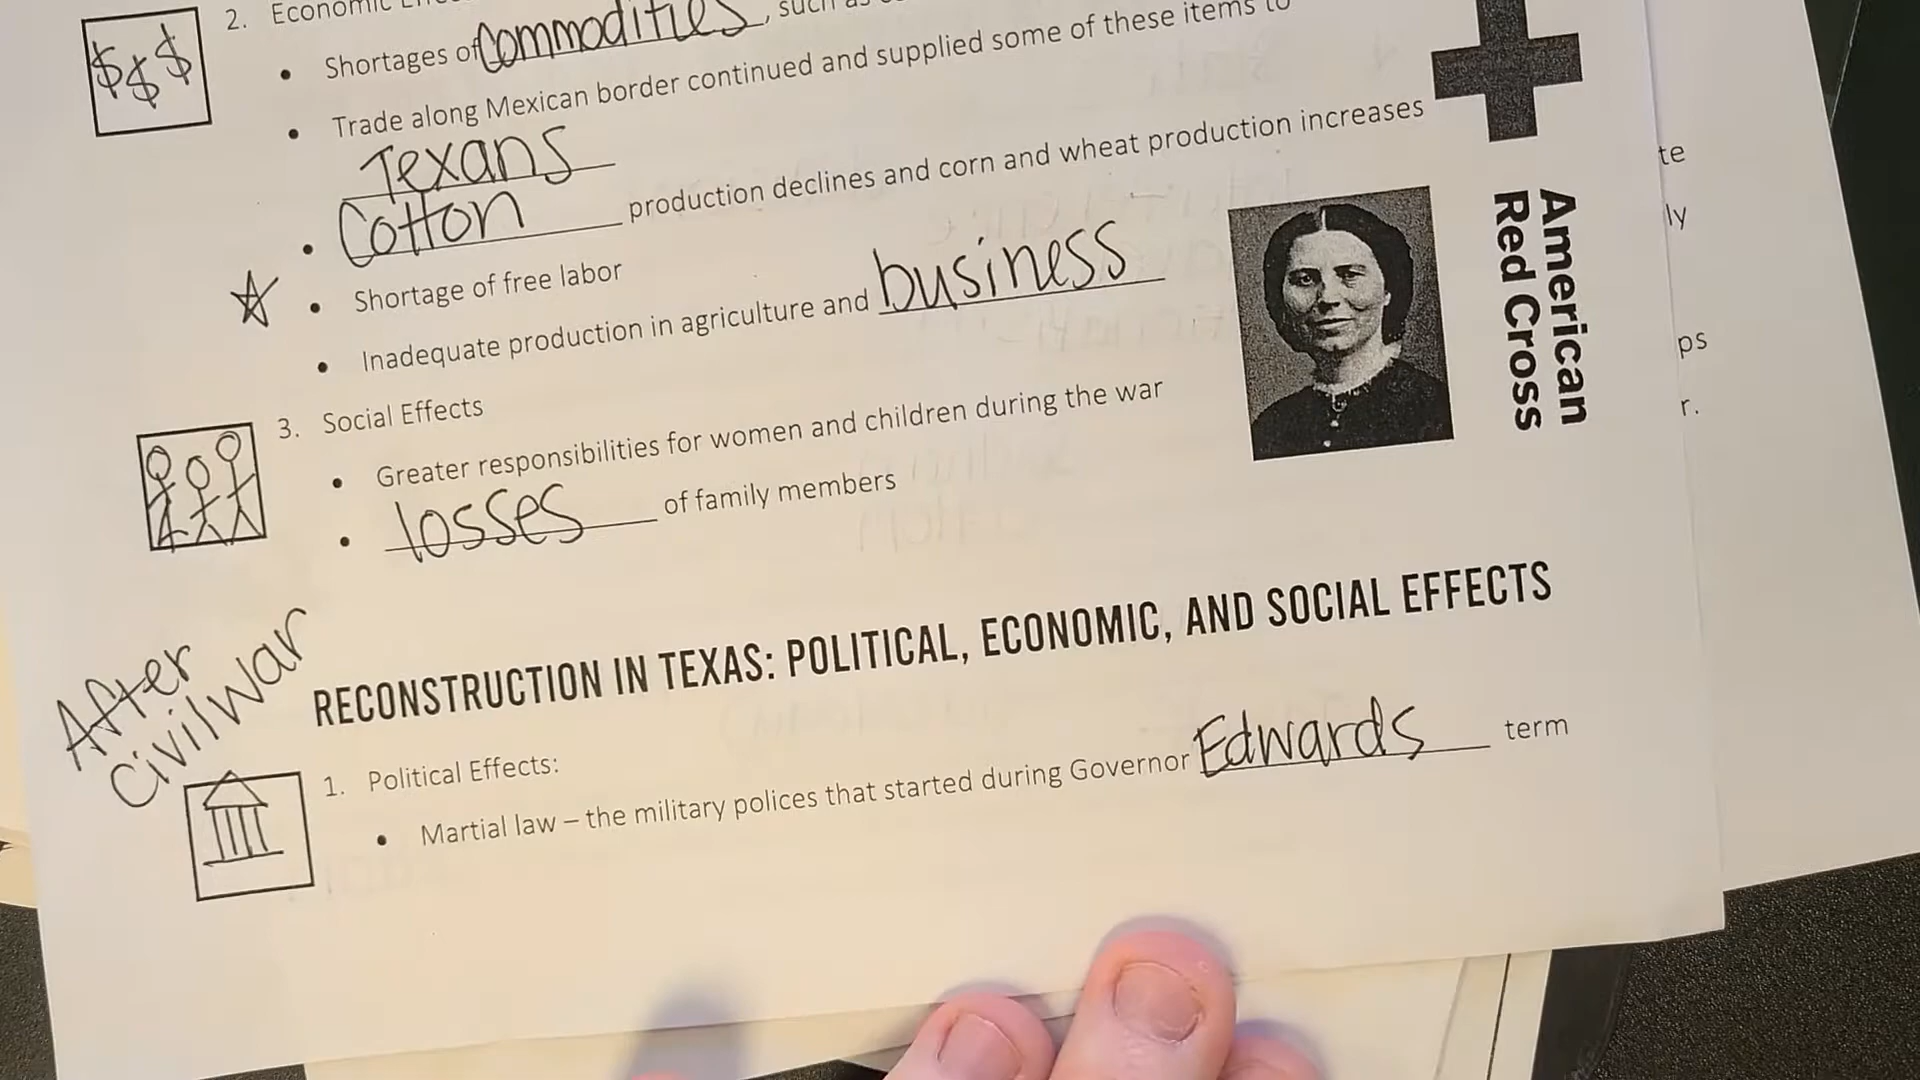 $$$
2. Economic
Shortages of Commodities, such as
Trade along Mexican border continued and supplied some of these items to
Texans
Cotton production declines and corn and wheat production increases
Shortage of free labor
Inadequate production in agriculture and business
American
Red Cross
3. Social Effects
Greater responsibilities for women and children during the war
losses of family members
After
Civil War
RECONSTRUCTION IN TEXAS: POLITICAL, ECONOMIC, AND SOCIAL EFFECTS
1. Political Effects:
Martial law – the military polices that started during Governor Edwards term
te
ly
ps
r.